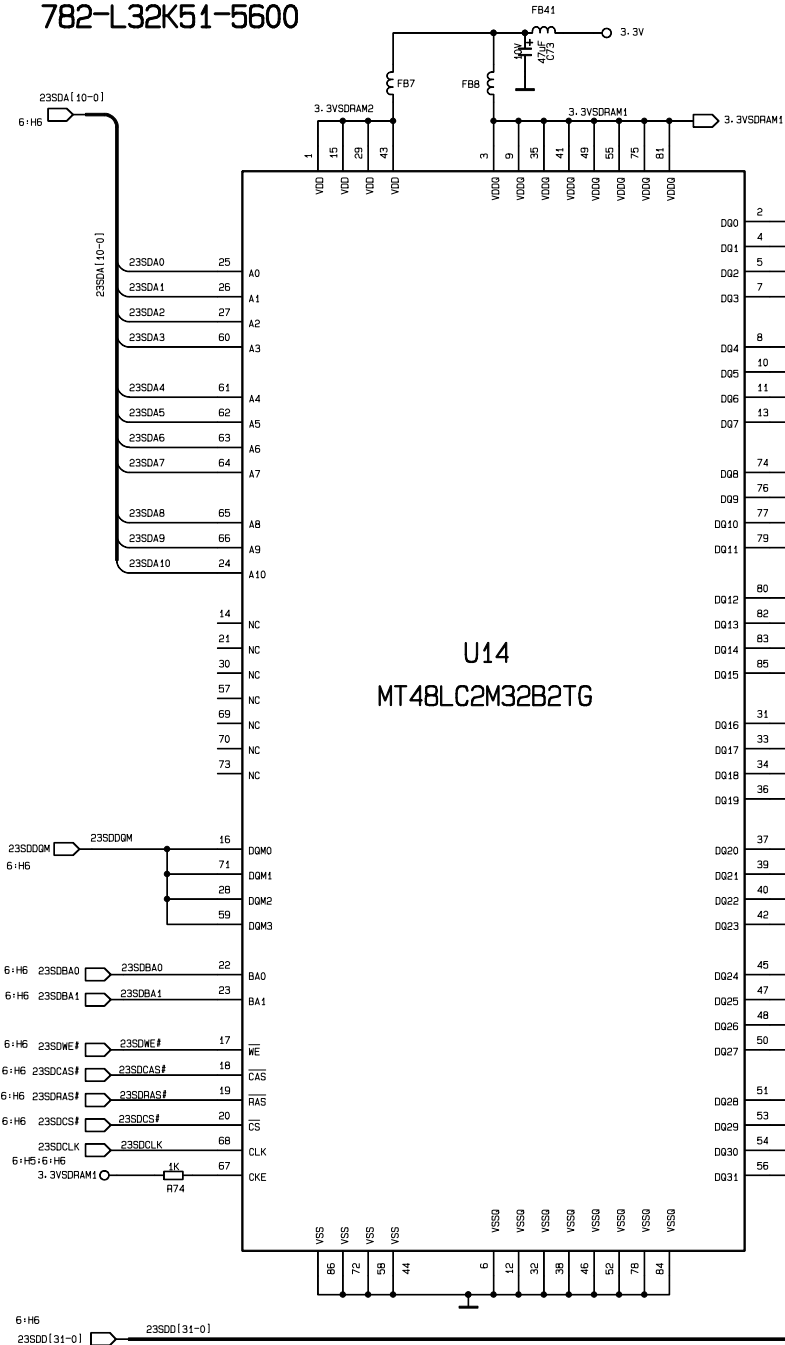 782-L32K51-5600
FB41
3.3V
10V
47uF
C73
FB7
FB8
23SDA[10-0]
6:H6
3.3VSDRAM2
3.3VSDRAM1
3.3VSDRAM1
1 15 29 43 3 9 35 41 49 55 75 81
VDD VDD VDD VDD VDDQ VDDQ VDDQ VDDQ VDDQ VDDQ VDDQ VDDQ
23SDA[10-0]
DQ0 2
DQ1 4
23SDA0 25 A0 DQ2 5
23SDA1 26 A1 DQ3 7
23SDA2 27 A2
23SDA3 60 A3 DQ4 8
DQ5 10
23SDA4 61 A4 DQ6 11
23SDA5 62 A5 DQ7 13
23SDA6 63 A6
23SDA7 64 A7 DQ8 74
DQ9 76
23SDA8 65 A8 DQ10 77
23SDA9 66 A9 DQ11 79
23SDA10 24 A10
DQ12 80
14 NC DQ13 82
21 NC DQ14 83
30 NC DQ15 85
57 NC
69 NC DQ16 31
70 NC DQ17 33
73 NC DQ18 34
DQ19 36
U14
MT48LC2M32B2TG
23SDDQM 6:H6 23SDDQM 16 DQM0 DQ20 37
71 DQM1 DQ21 39
28 DQM2 DQ22 40
59 DQM3 DQ23 42
6:H6 23SDBA0 23SDBA0 22 BA0 DQ24 45
6:H6 23SDBA1 23SDBA1 23 BA1 DQ25 47
DQ26 48
6:H6 23SDWE# 23SDWE# 17 WE DQ27 50
6:H6 23SDCAS# 23SDCAS# 18 CAS
6:H6 23SDRAS# 23SDRAS# 19 RAS DQ28 51
6:H6 23SDCS# 23SDCS# 20 CS DQ29 53
23SDCLK 23SDCLK 68 CLK DQ30 54
6:H5;6:H6
3.3VSDRAM1 1K R74 67 CKE DQ31 56
VSS VSS VSS VSS VSSQ VSSQ VSSQ VSSQ VSSQ VSSQ VSSQ VSSQ
86 72 58 44 6 12 32 38 46 52 78 84
6:H6
23SDD[31-0] 23SDD[31-0]